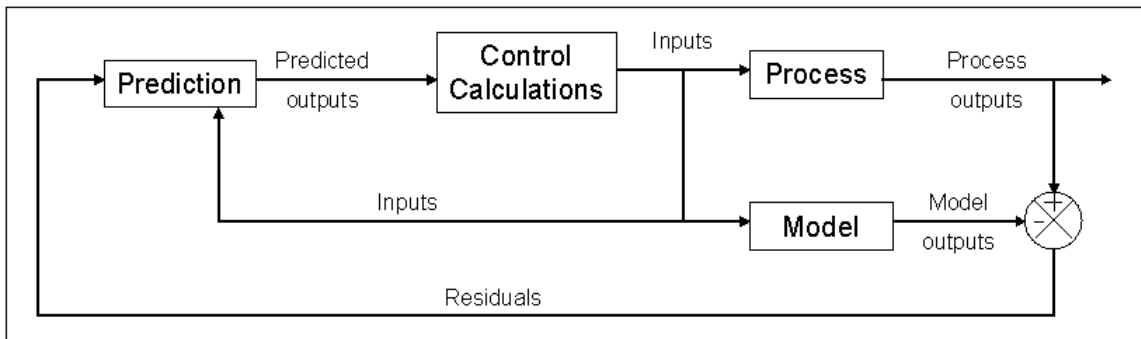 Prediction
Predicted
outputs
Control
Calculations
Inputs
Process
Process
outputs
Inputs
Model
Model
outputs
+
-
Residuals